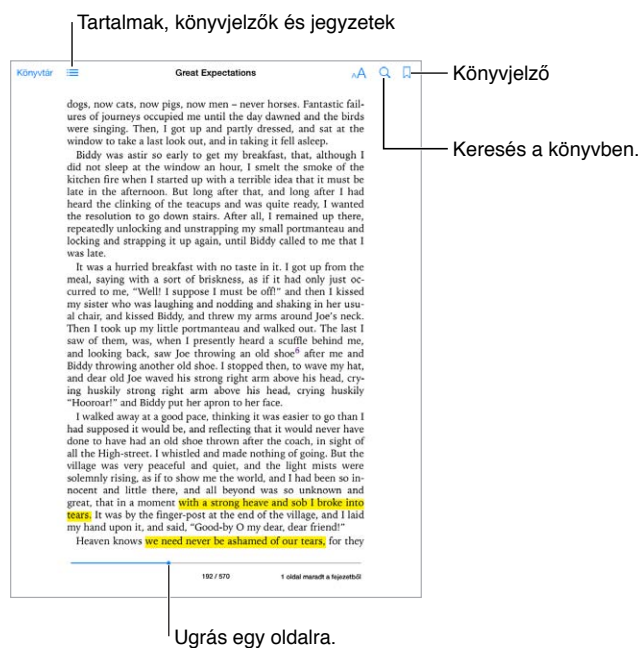 Tartalmak, könyvjelzők és jegyzetek
Könyvtár
Great Expectations
AA
Könyvjelző
Keresés a könyvben.
dogs, now cats, now pigs, now men – never horses. Fantastic fail-
ures of journeys occupied me until the day dawned and the birds
were singing. Then, I got up and partly dressed, and sat at the
window to take a last look out, and in taking it fell asleep.
Biddy was astir so early to get my breakfast, that, although I
did not sleep at the window an hour, I smelt the smoke of the
kitchen fire when I started up with a terrible idea that it must be
late in the afternoon. But long after that, and long after I had
heard the clinking of the teacups and was quite ready, I wanted
the resolution to go down stairs. After all, I remained up there,
repeatedly unlocking and unstrapping my small portmanteau and
locking and strapping it up again, until Biddy called to me that I
was late.
It was a hurried breakfast with no taste in it. I got up from the
meal, saying with a sort of briskness, as if it had only just oc-
curred to me, “Well! I suppose I must be off!” and then I kissed
my sister who was laughing and nodding and shaking in her usu-
al chair, and kissed Biddy, and threw my arms around Joe’s neck.
Then I took up my little portmanteau and walked out. The last I
saw of them, was, when I presently heard a scuffle behind me,
and looking back, saw Joe throwing an old shoe6 after me and
Biddy throwing another old shoe. I stopped then, to wave my hat,
and dear old Joe waved his strong right arm above his head, cry-
ing huskily strong right arm above his head, crying huskily
“Hooroar!” and Biddy put her apron to her face.
I walked away at a good pace, thinking it was easier to go than I
had supposed it would be, and reflecting that it would never have
done to have had an old shoe thrown after the coach, in sight of
all the High-street. I whistled and made nothing of going. But the
village was very peaceful and quiet, and the light mists were
solemnly rising, as if to show me the world, and I had been so in-
nocent and little there, and all beyond was so unknown and
great, that in a moment with a strong heave and sob I broke into
tears. It was by the finger-post at the end of the village, and I laid
my hand upon it, and said, “Good-by O my dear, dear friend!”
Heaven knows we need never be ashamed of our tears, for they
192 / 570
1 oldal maradt a fejezetből
Ugrás egy oldalra.